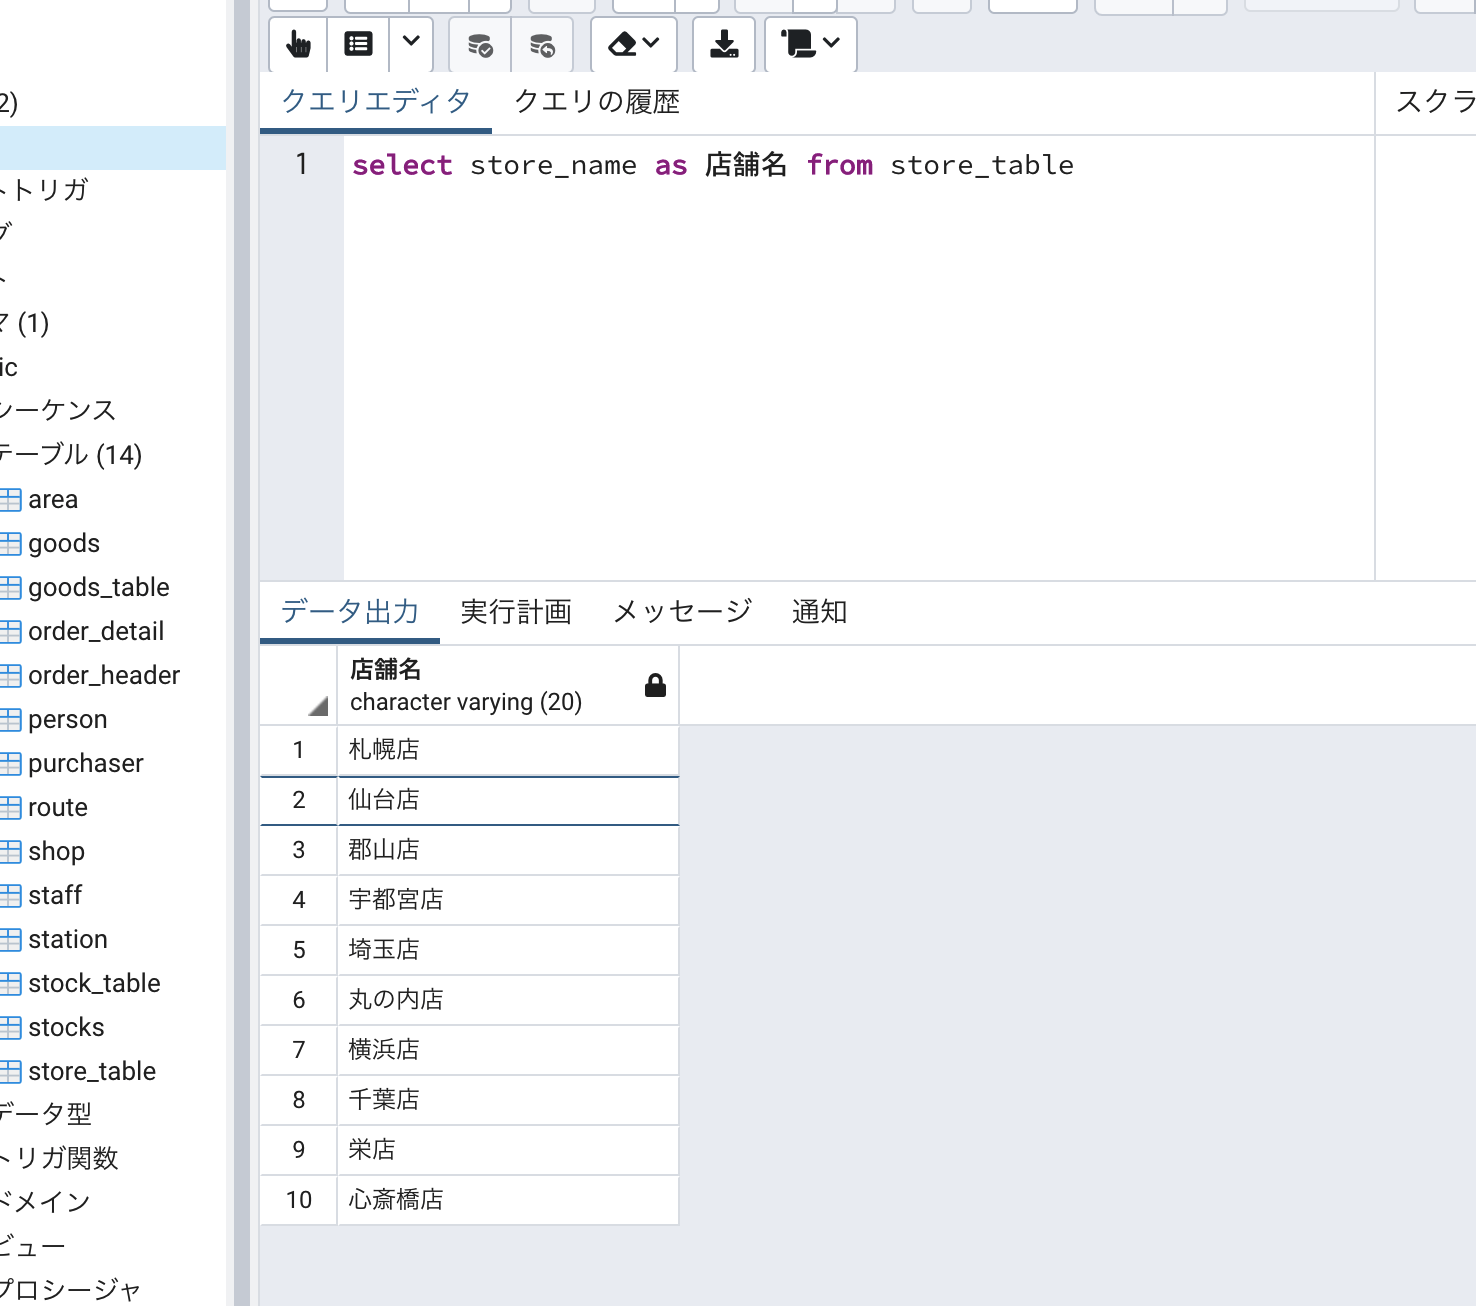 2)
トトリガ
グ
ト
マ (1)
ic
シーケンス
テーブル (14)
area
goods
goods_table
order_detail
order_header
person
purchaser
route
shop
staff
station
stock_table
stocks
store_table
データ型
トリガ関数
ドメイン
ビュー
プロシージャ
クエリエディタ クエリの履歴 スクラ
1 select store_name as 店舗名 from store_table
データ出力 実行計画 メッセージ 通知
店舗名
character varying (20)
1 札幌店
2 仙台店
3 郡山店
4 宇都宮店
5 埼玉店
6 丸の内店
7 横浜店
8 千葉店
9 栄店
10 心斎橋店